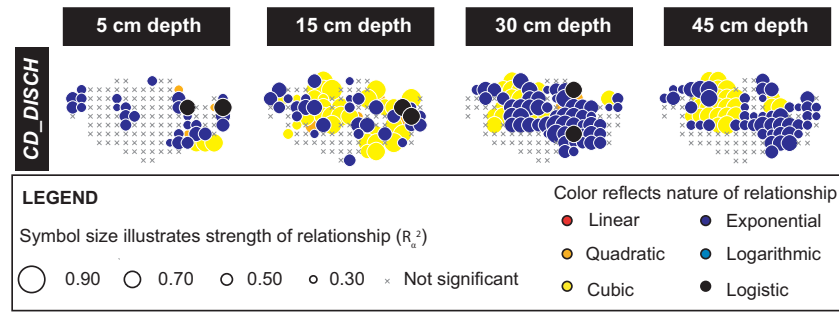 5 cm depth 15 cm depth 30 cm depth 45 cm depth
CD_DISCH
LEGEND
Symbol size illustrates strength of relationship (Rα²)
0.90 0.70 0.50 0.30 × Not significant
Color reflects nature of relationship
Linear Exponential
Quadratic Logarithmic
Cubic Logistic